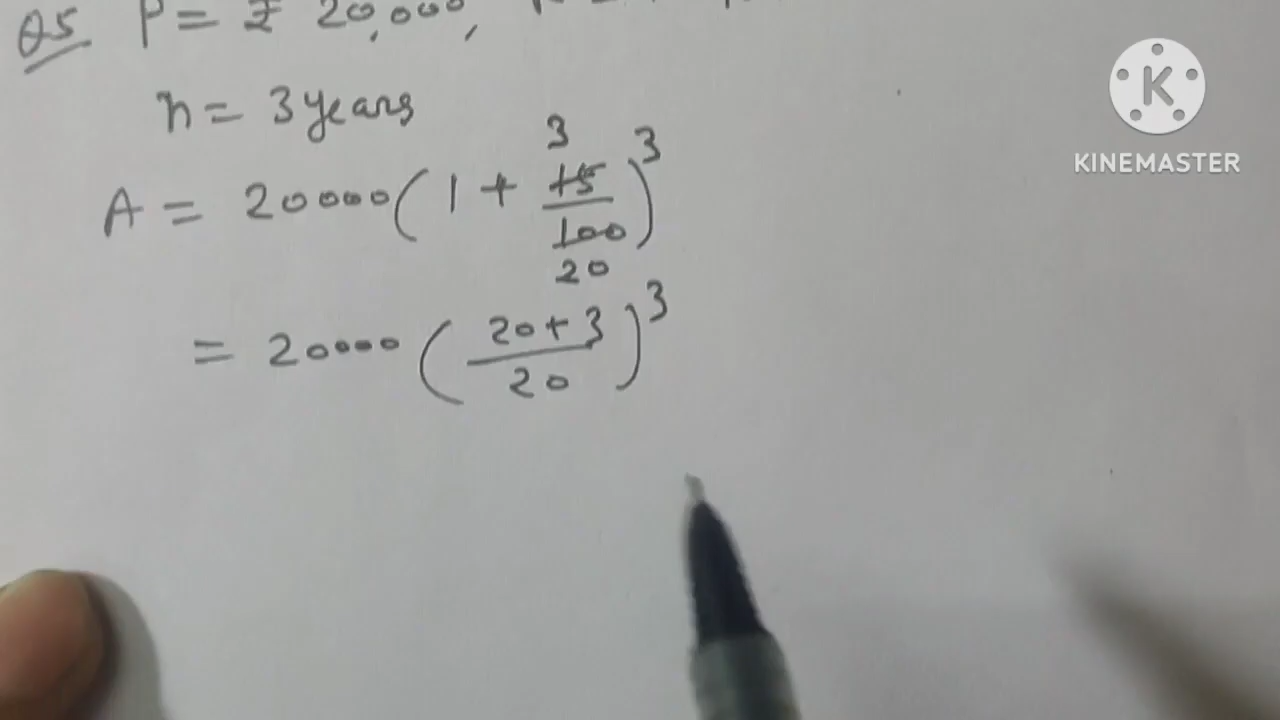 Q5 P = ₹ 20,000,
n = 3 years
A = 20000 ( 1 + 15/100 )^3
3
20
= 20000 ( 20+3/20 )^3
K
KINEMASTER